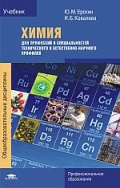 Учебник
Ю.М. Ерохин
И.Б. Ковалева
ХИМИЯ
ДЛЯ ПРОФЕССИЙ И СПЕЦИАЛЬНОСТЕЙ
ТЕХНИЧЕСКОГО И ЕСТЕСТВЕННО-НАУЧНОГО
ПРОФИЛЕЙ
Общеобразовательные дисциплины
Профессиональное
образование